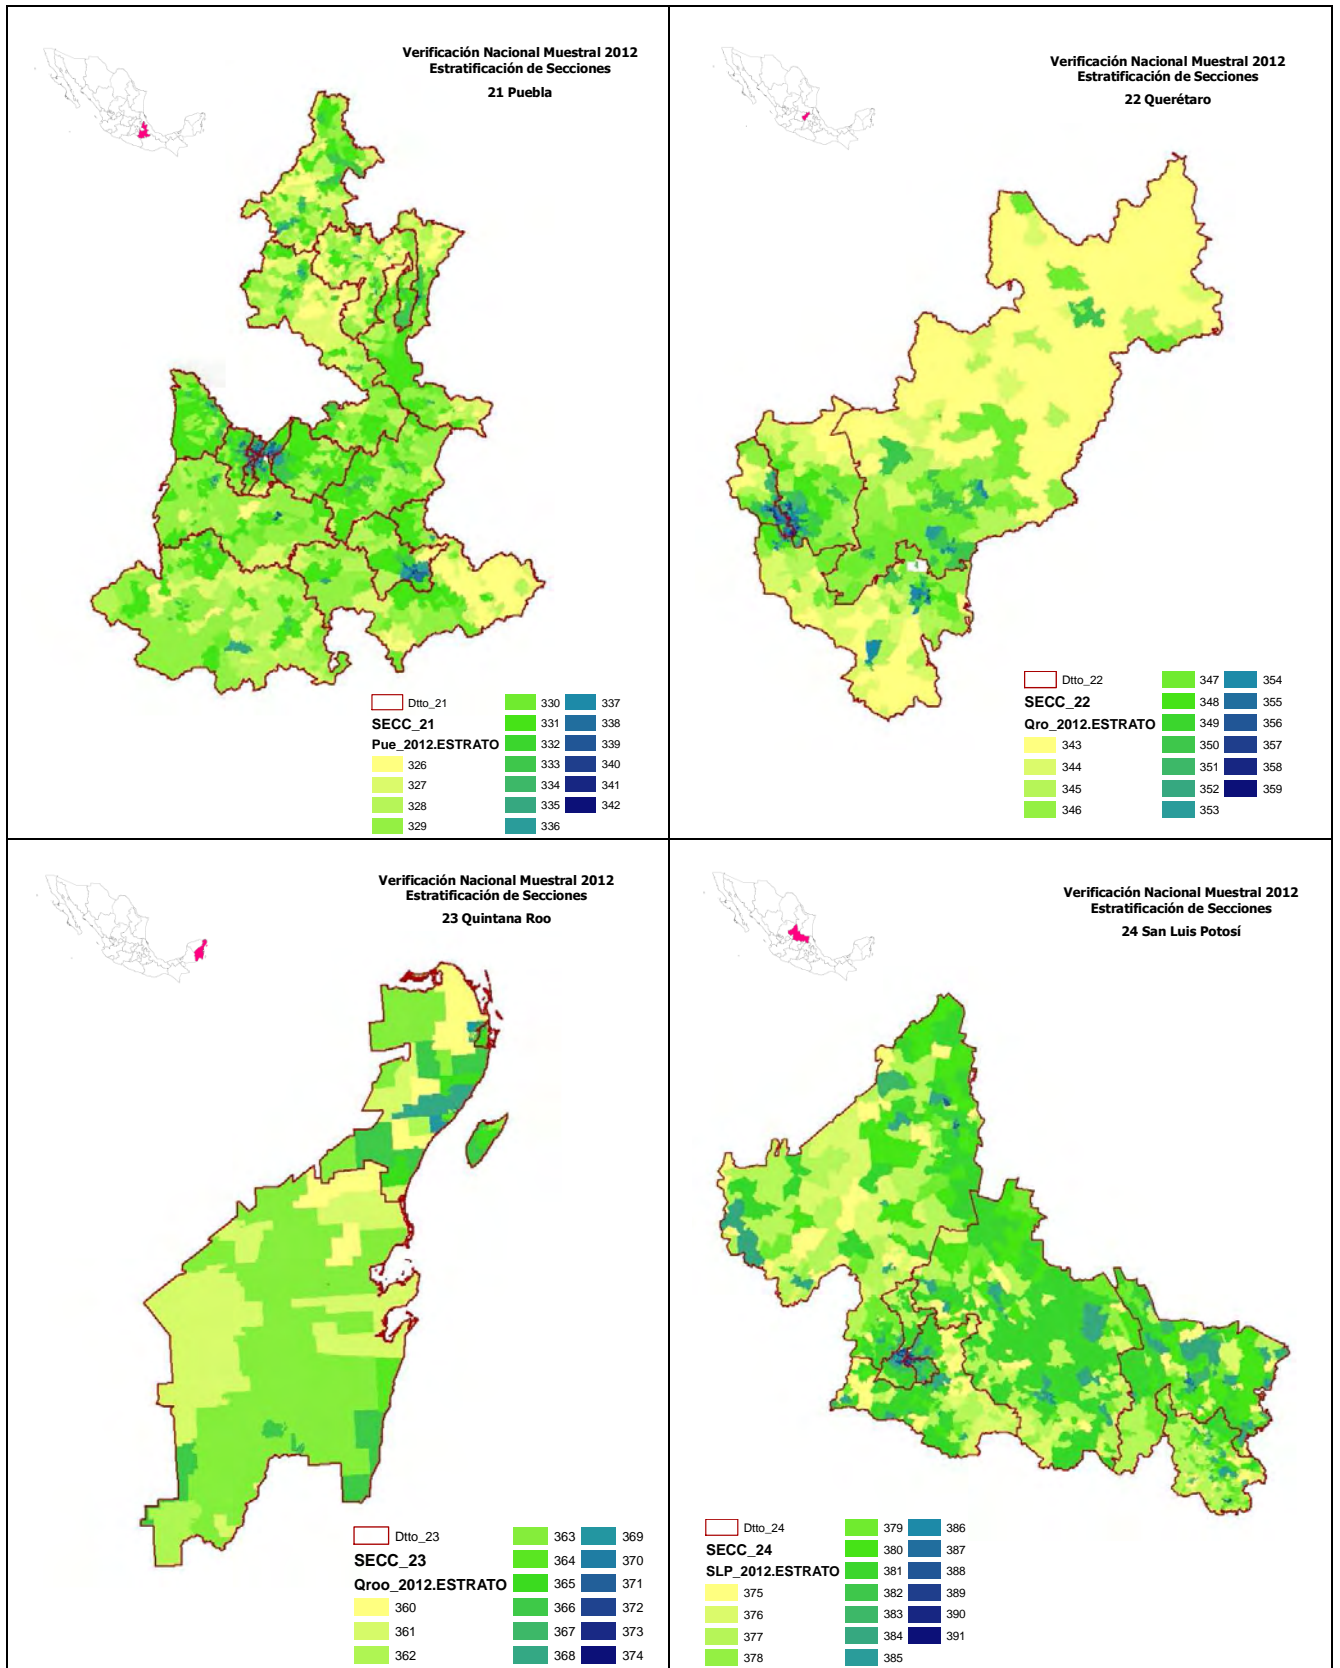 Verificación Nacional Muestral 2012
Estratificación de Secciones
21 Puebla
Dtto_21
SECC_21
Pue_2012.ESTRATO
326
327
328
329
330
331
332
333
334
335
336
337
338
339
340
341
342
Verificación Nacional Muestral 2012
Estratificación de Secciones
22 Querétaro
Dtto_22
SECC_22
Qro_2012.ESTRATO
343
344
345
346
347
348
349
350
351
352
353
354
355
356
357
358
359
Verificación Nacional Muestral 2012
Estratificación de Secciones
23 Quintana Roo
Dtto_23
SECC_23
Qroo_2012.ESTRATO
360
361
362
363
364
365
366
367
368
369
370
371
372
373
374
Verificación Nacional Muestral 2012
Estratificación de Secciones
24 San Luis Potosí
Dtto_24
SECC_24
SLP_2012.ESTRATO
375
376
377
378
379
380
381
382
383
384
385
386
387
388
389
390
391